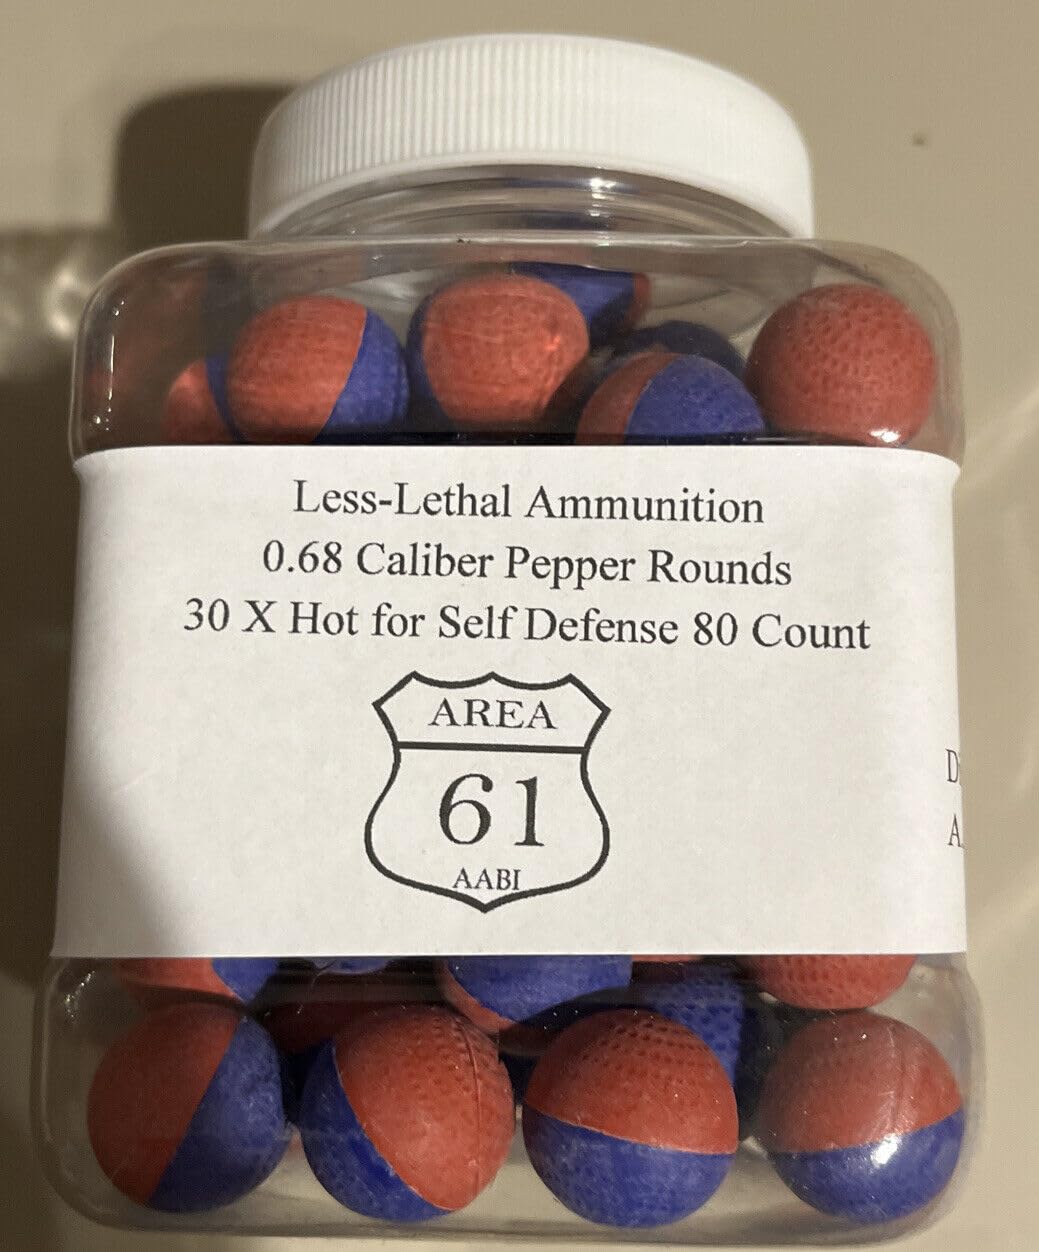 Less-Lethal Ammunition
0.68 Caliber Pepper Rounds
30 X Hot for Self Defense 80 Count
AREA
61
AABI